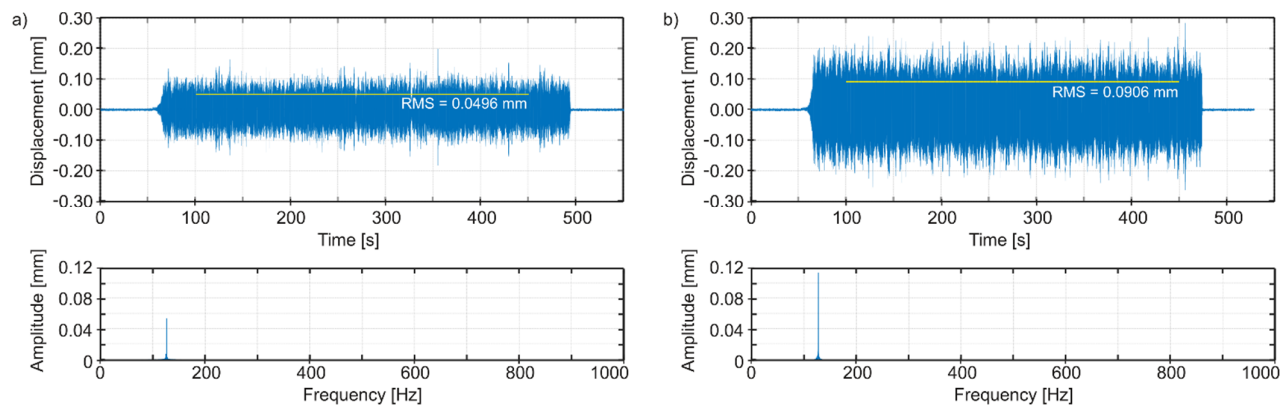 a)
Displacement [mm]
0.30
0.20
0.10
0.00
-0.10
-0.20
-0.30
RMS = 0.0496 mm
0 100 200 300 400 500
Time [s]
Amplitude [mm]
0.12
0.08
0.04
0
0 200 400 600 800 1000
Frequency [Hz]
b)
Displacement [mm]
0.30
0.20
0.10
0.00
-0.10
-0.20
-0.30
RMS = 0.0906 mm
0 100 200 300 400 500
Time [s]
Amplitude [mm]
0.12
0.08
0.04
0
0 200 400 600 800 1000
Frequency [Hz]